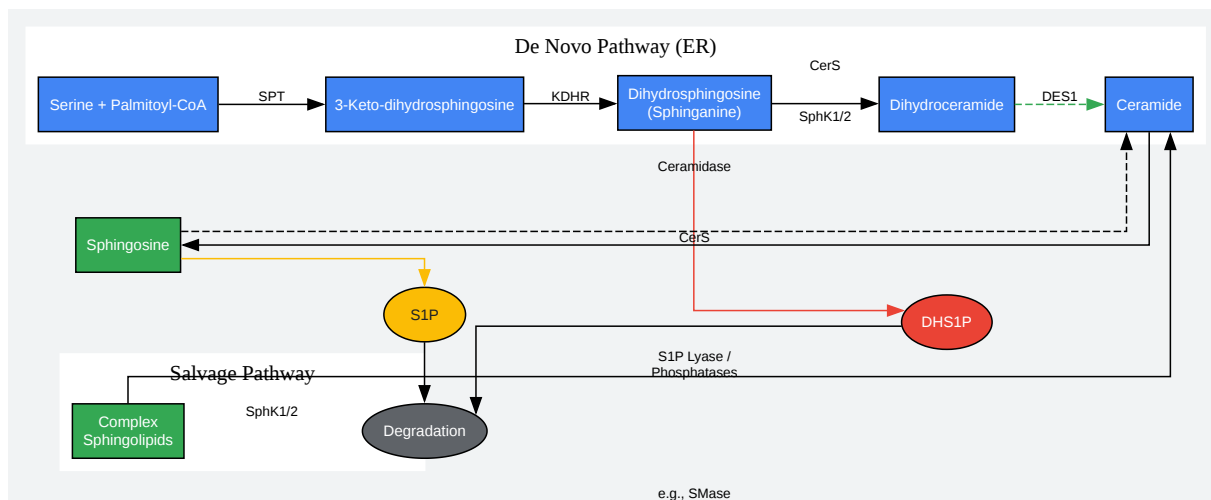 De Novo Pathway (ER)
CerS
Serine + Palmitoyl-CoA
SPT
3-Keto-dihydrosphingosine
KDHR
Dihydrosphingosine
(Sphinganine)
SphK1/2
Dihydroceramide
DES1
Ceramide
Ceramidase
Sphingosine
CerS
S1P
DHS1P
S1P Lyase /
Phosphatases
Salvage Pathway
SphK1/2
Complex
Sphingolipids
Degradation
e.g., SMase